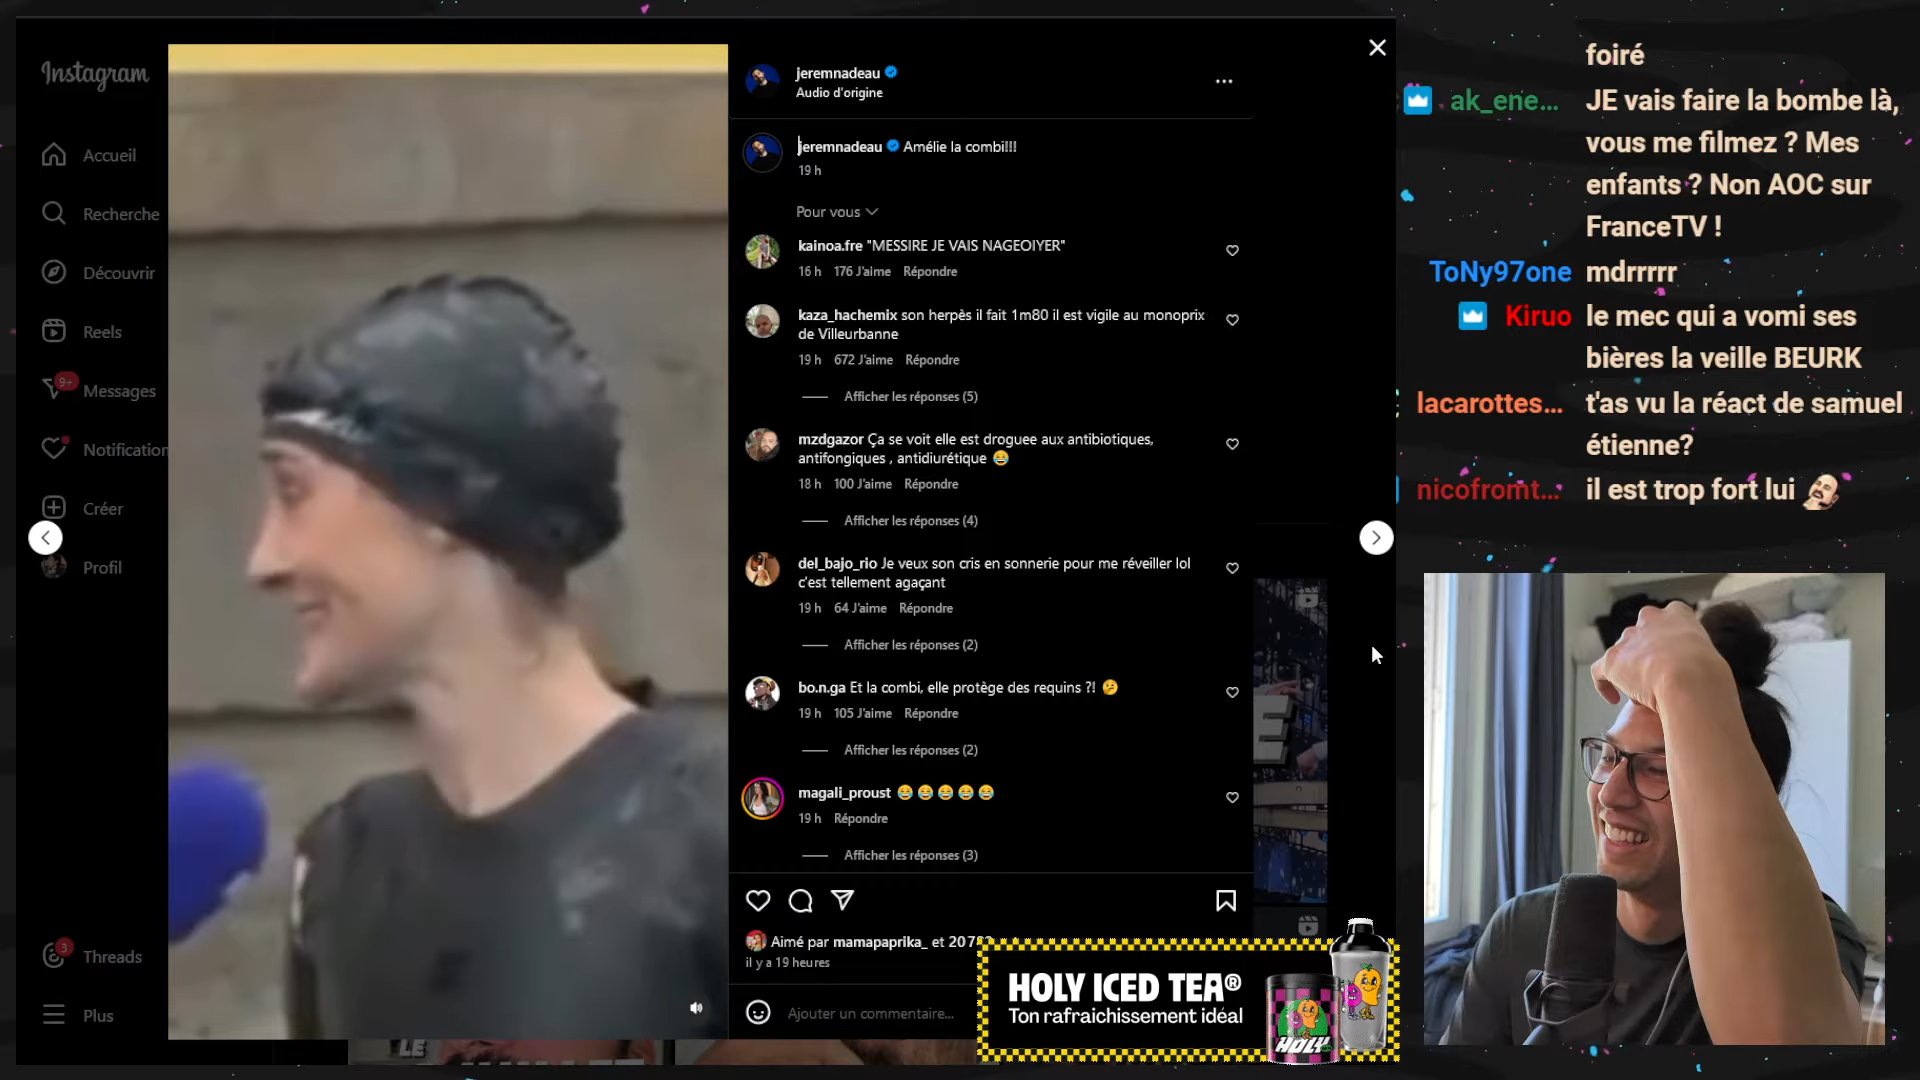 Instagram
Accueil
Recherche
Découvrir
Reels
9+
Messages
Notification
Créer
Profil
3
Threads
Plus
jeremnadeau
Audio d'origine
jeremnadeau Amélie la combi!!!
19 h
Pour vous
kainoa.fre "MESSIRE JE VAIS NAGEOIYER"
16 h 176 J'aime Répondre
kaza_hachemix son herpès il fait 1m80 il est vigile au monoprix
de Villeurbanne
19 h 672 J'aime Répondre
Afficher les réponses (5)
mzdgazor Ça se voit elle est droguee aux antibiotiques,
antifongiques , antidiurétique 😂
18 h 100 J'aime Répondre
Afficher les réponses (4)
del_bajo_rio Je veux son cris en sonnerie pour me réveiller lol
c'est tellement agaçant
19 h 64 J'aime Répondre
Afficher les réponses (2)
bo.n.ga Et la combi, elle protège des requins ?! 🤔
19 h 105 J'aime Répondre
Afficher les réponses (2)
magali_proust 😂😂😂😂😂
19 h Répondre
Afficher les réponses (3)
Aimé par mamapaprika_ et 20
il y a 19 heures
Ajouter un commentaire...
LE
E
HOLY ICED TEA®
Ton rafraichissement idéal
HOLY
foiré
ak_ene... JE vais faire la bombe là,
vous me filmez ? Mes
enfants ? Non AOC sur
FranceTV !
ToNy97one mdrrrrr
Kiruo le mec qui a vomi ses
bières la veille BEURK
lacarottes... t'as vu la réact de samuel
étienne?
nicofromt... il est trop fort lui